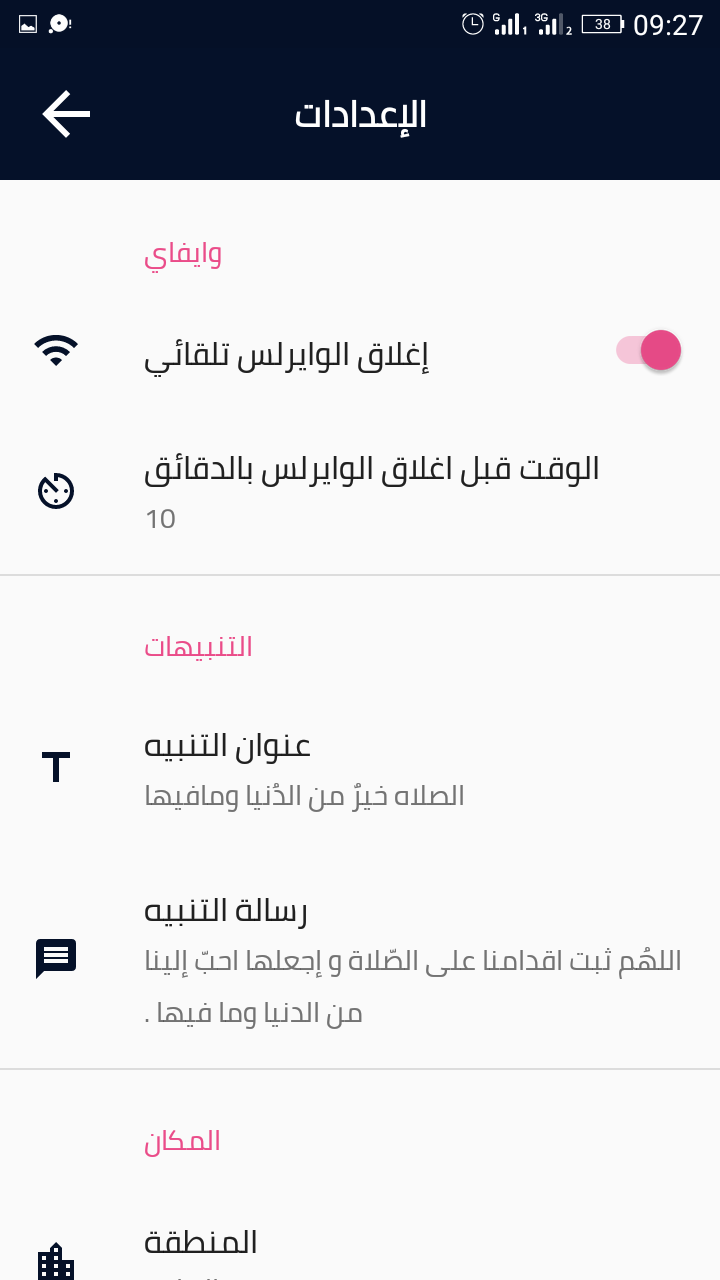 G 1 3G 2 38 09:27
الإعدادات
وايفاي
إغلاق الوايرلس تلقائي
الوقت قبل اغلاق الوايرلس بالدقائق
10
التنبيهات
عنوان التنبيه
الصلاه خيرٌ من الدُنيا ومافيها
رسالة التنبيه
اللهُم ثبت اقدامنا على الصّلاة و إجعلها احبّ إلينا
من الدنيا وما فيها .
المكان
المنطقة